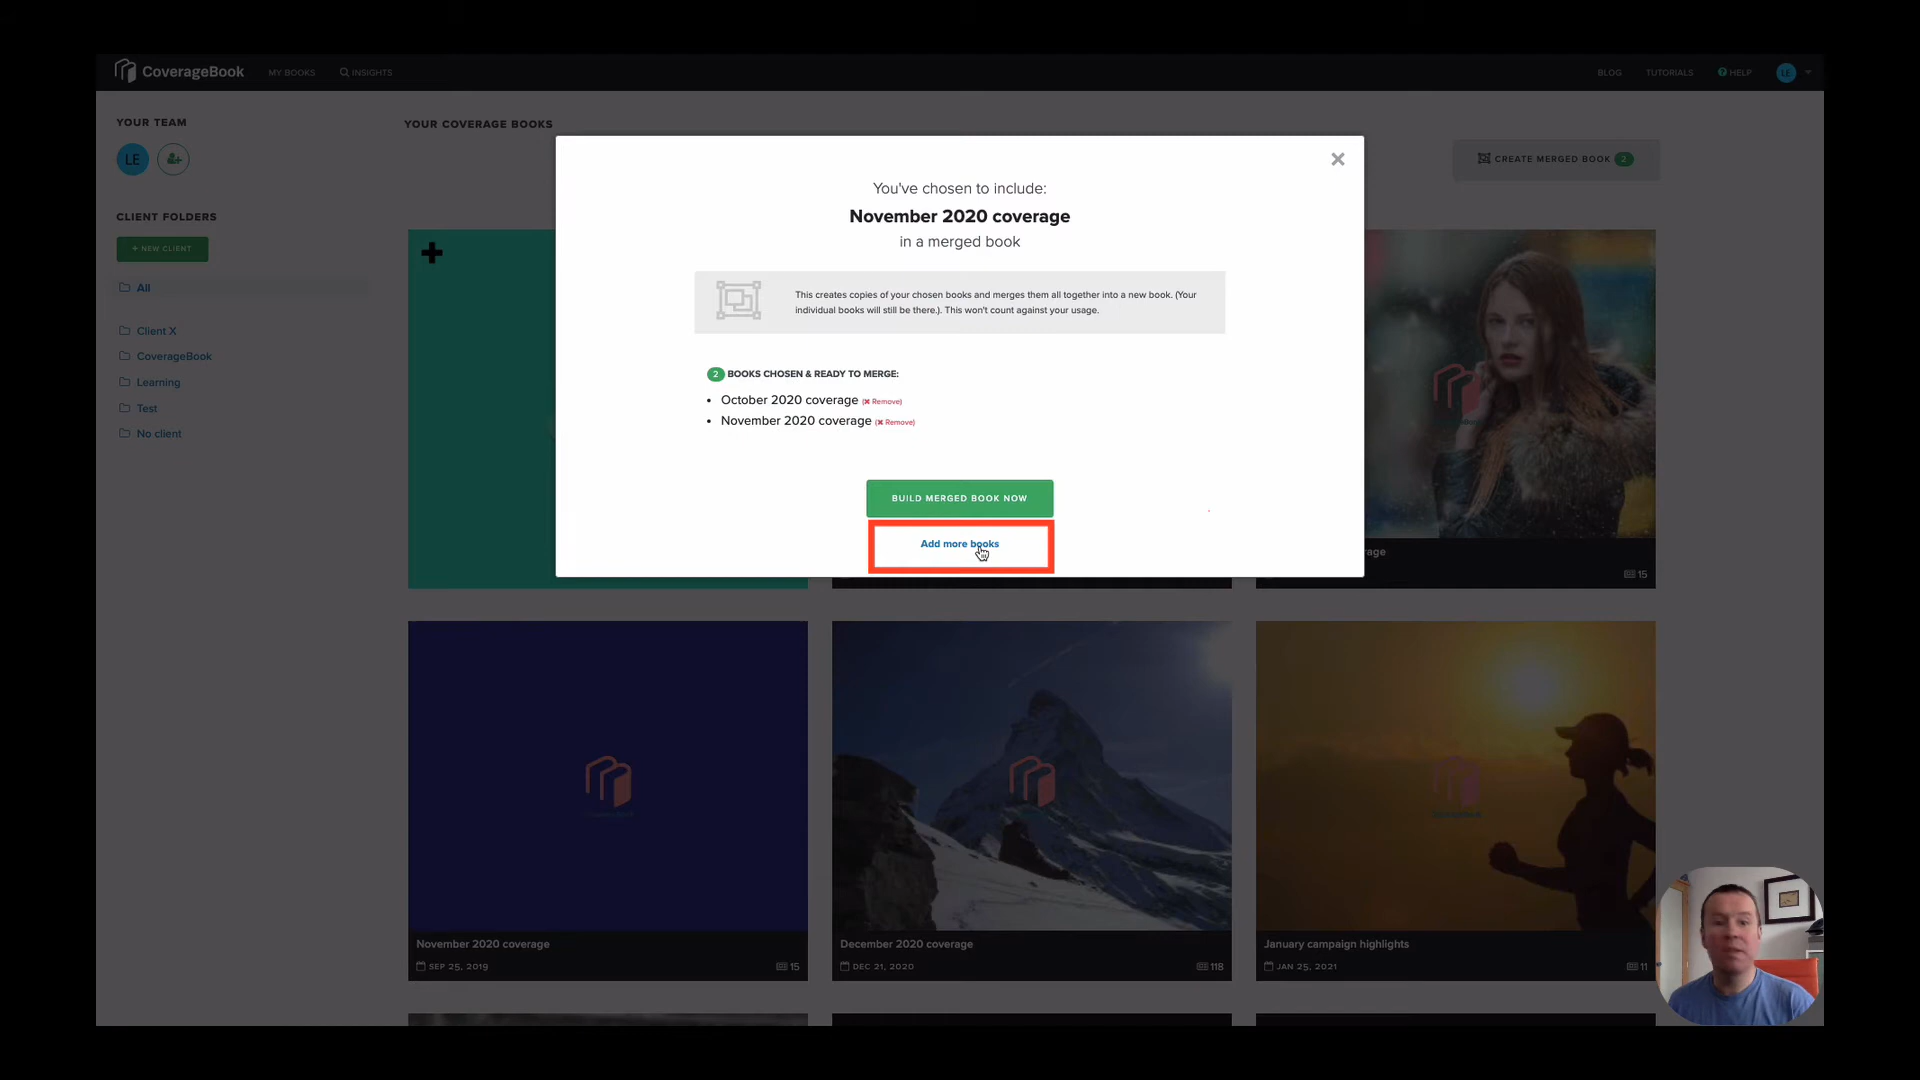 CoverageBook MY BOOKS INSIGHTS BLOG TUTORIALS ? HELP LE
YOUR TEAM
LE
CLIENT FOLDERS
+ NEW CLIENT
All
Client X
CoverageBook
Learning
Test
No client
YOUR COVERAGE BOOKS
CREATE MERGED BOOK 2
You've chosen to include:
November 2020 coverage
in a merged book
This creates copies of your chosen books and merges them all together into a new book. (Your
individual books will still be there.). This won't count against your usage.
2 BOOKS CHOSEN & READY TO MERGE:
• October 2020 coverage (✖ Remove)
• November 2020 coverage (✖ Remove)
BUILD MERGED BOOK NOW
Add more books
15
November 2020 coverage
SEP 25, 2019 15
December 2020 coverage
DEC 21, 2020 118
January campaign highlights
JAN 25, 2021 11